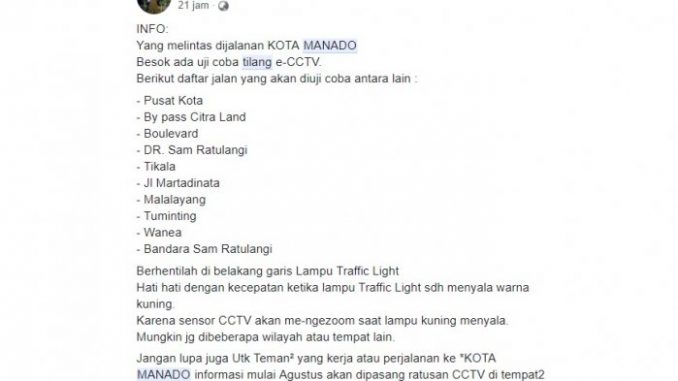 21 jam
INFO:
Yang melintas dijalanan KOTA MANADO
Besok ada uji coba tilang e-CCTV.
Berikut daftar jalan yang akan diuji coba antara lain :
- Pusat Kota
- By pass Citra Land
- Boulevard
- DR. Sam Ratulangi
- Tikala
- Jl Martadinata
- Malalayang
- Tuminting
- Wanea
- Bandara Sam Ratulangi
Berhentilah di belakang garis Lampu Traffic Light
Hati hati dengan kecepatan ketika lampu Traffic Light sdh menyala warna
kuning.
Karena sensor CCTV akan me-ngezoom saat lampu kuning menyala.
Mungkin jg dibeberapa wilayah atau tempat lain.
Jangan lupa juga Utk Teman² yang kerja atau perjalanan ke *KOTA
MANADO informasi mulai Agustus akan dipasang ratusan CCTV di tempat2